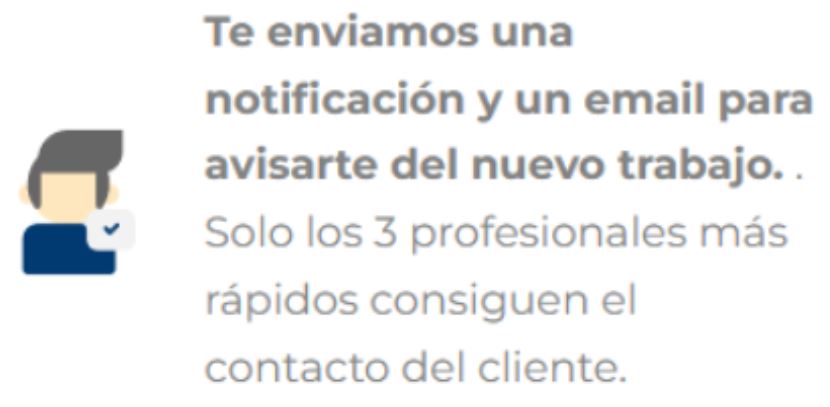 Te enviamos una
notificación y un email para
avisarte del nuevo trabajo. .
Solo los 3 profesionales más
rápidos consiguen el
contacto del cliente.